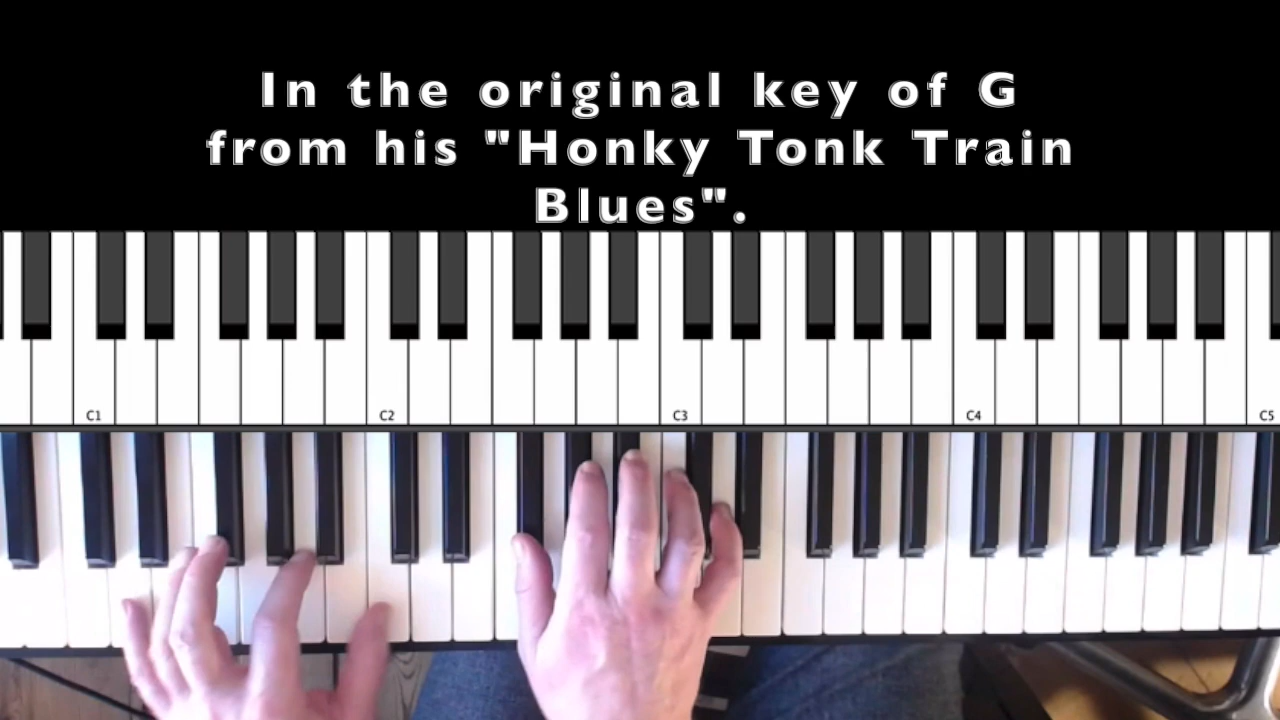 In the original key of G
from his "Honky Tonk Train
Blues".
C1 C2 C3 C4 C5